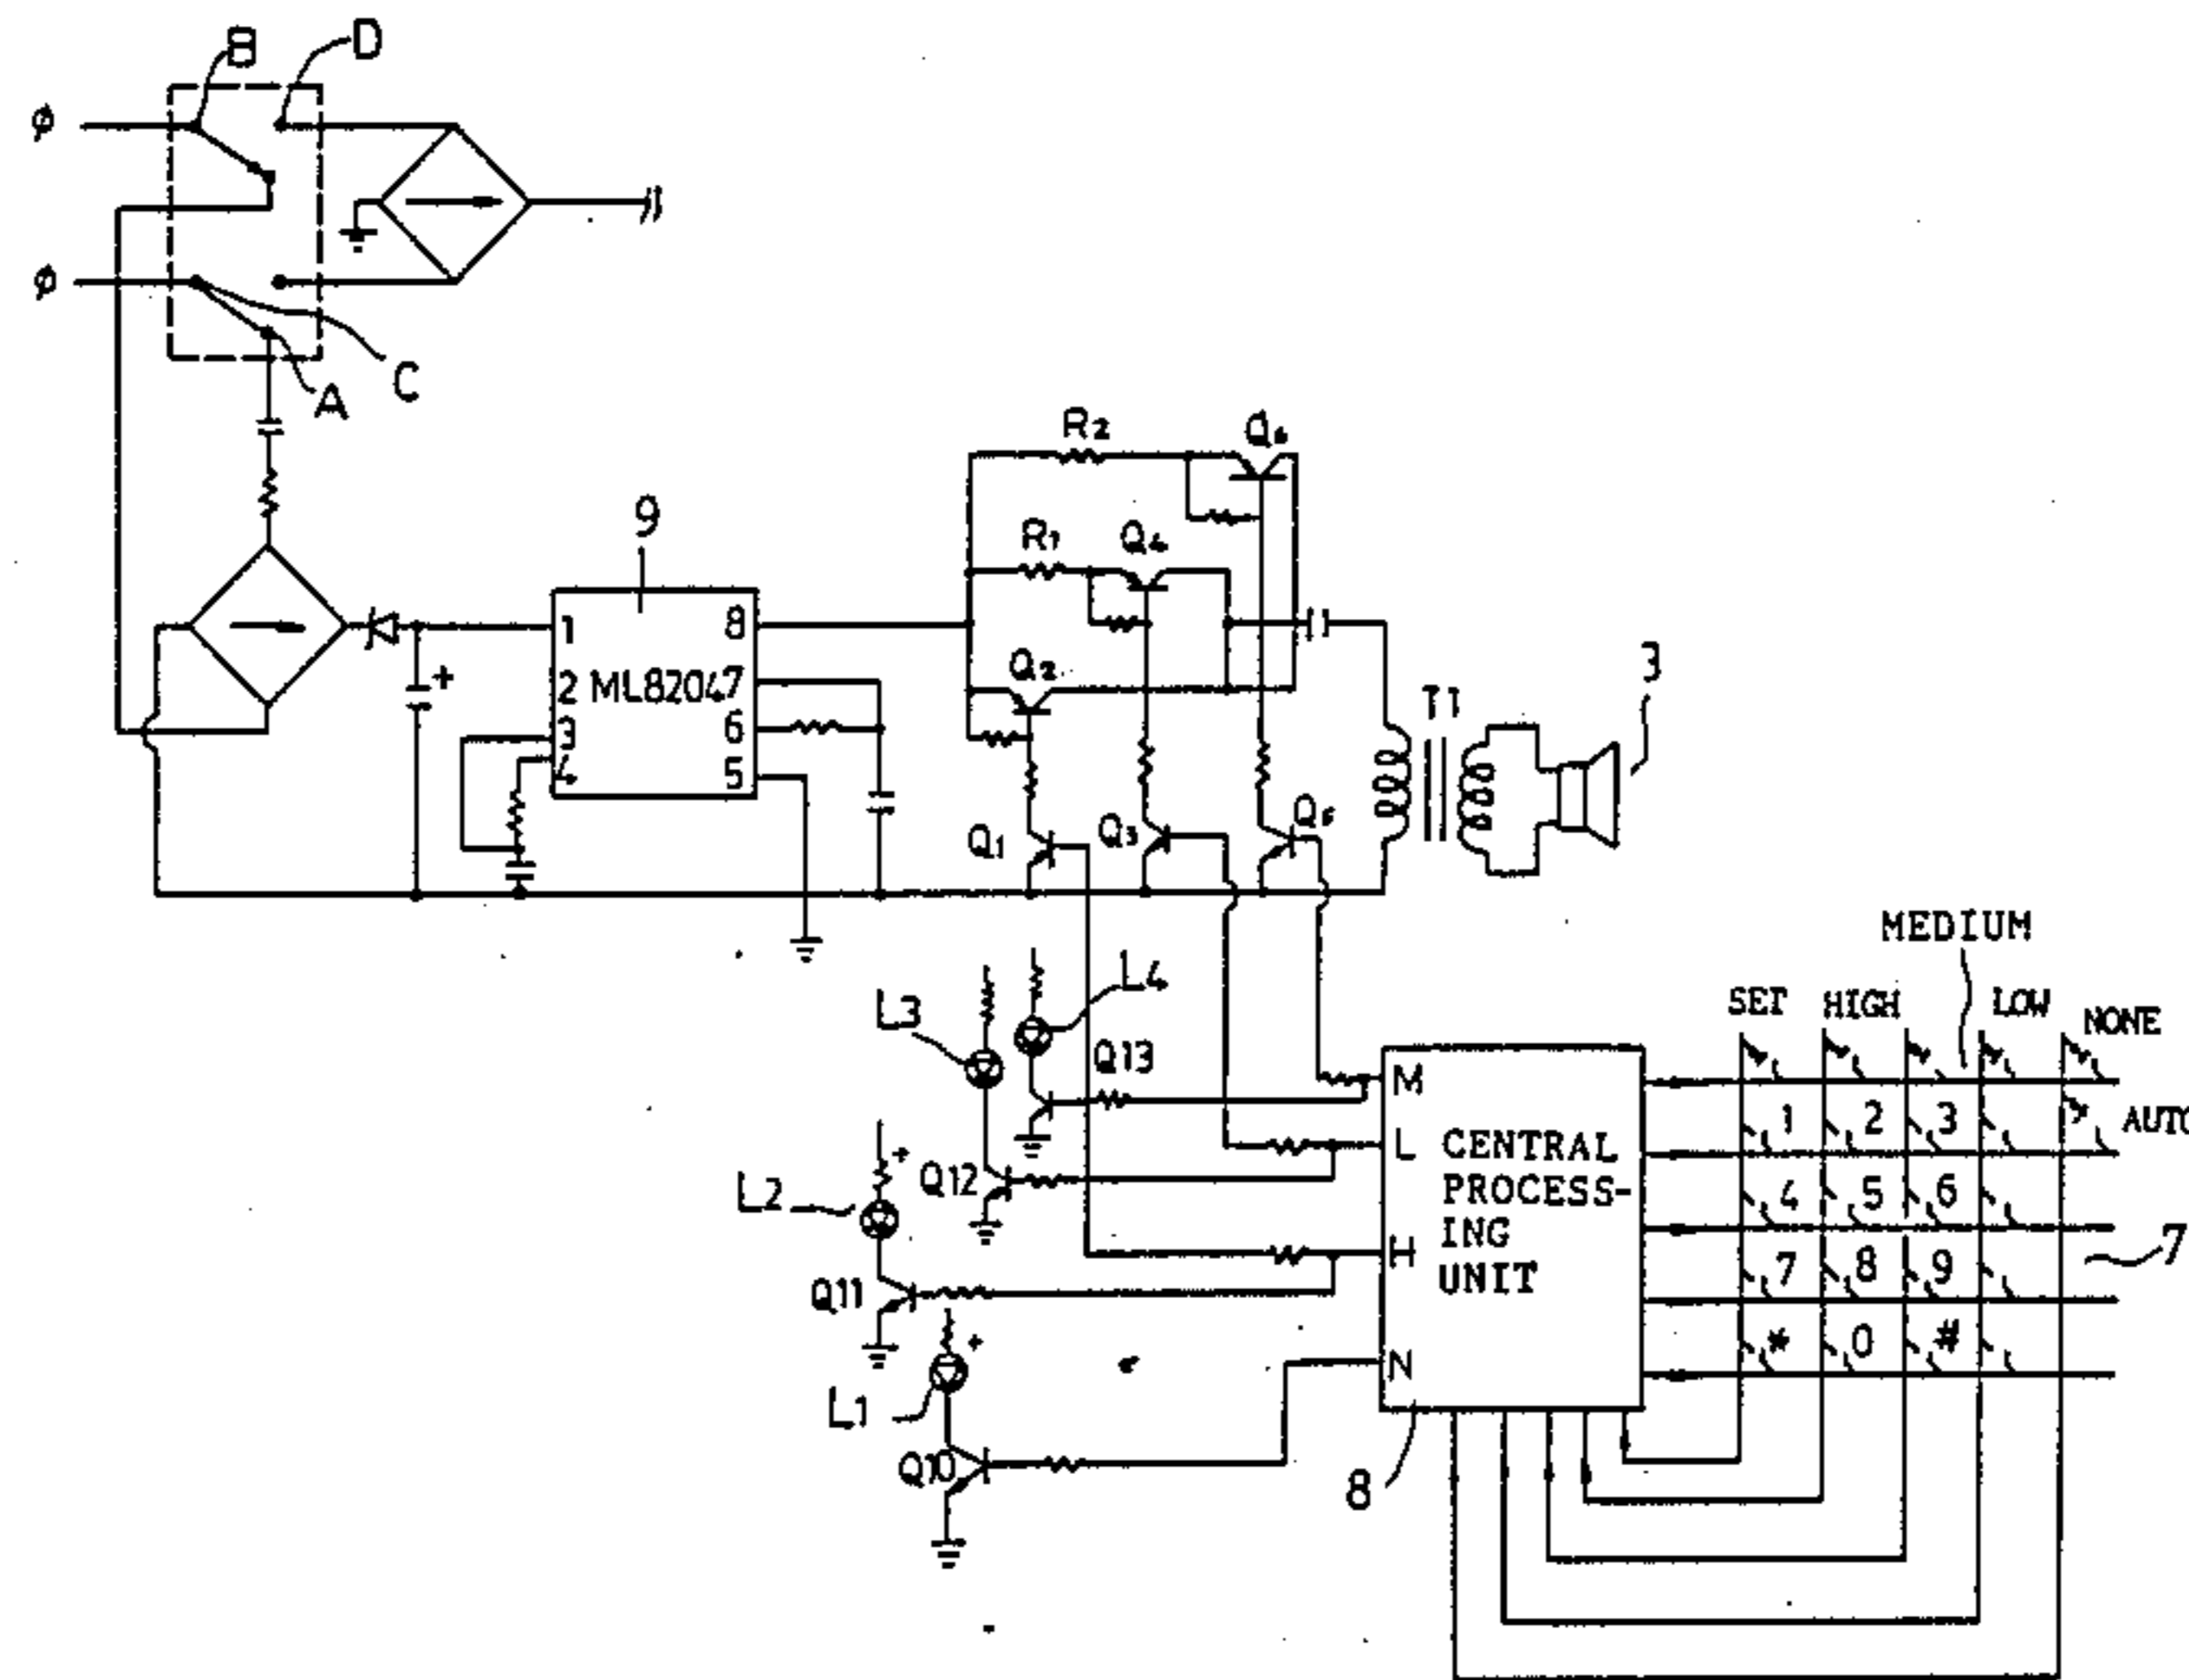 B
D
ø
ø
C
A
R2
Q6
9
R1
Q4
1
8
2
ML8204
7
3
6
4
5
Q2
T1
3
Q1
Q3
Q5
MEDIUM
L4
L3
SET
HIGH
LOW
NONE
Q13
M
1
2
3
AUTO
L
CENTRAL
PROCESS-
ING
UNIT
Q12
4
5
6
L2
H
7
8
9
7
Q11
N
*
0
#
L1
Q10
8